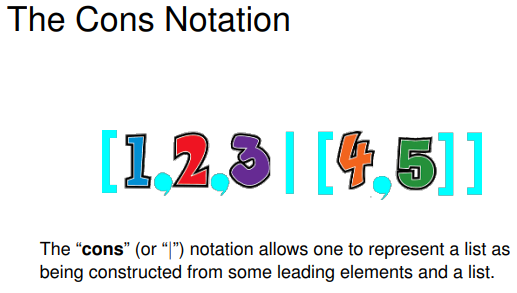 The Cons Notation
[1,2,3|[4,5]]
The “cons” (or “|”) notation allows one to represent a list as
being constructed from some leading elements and a list.